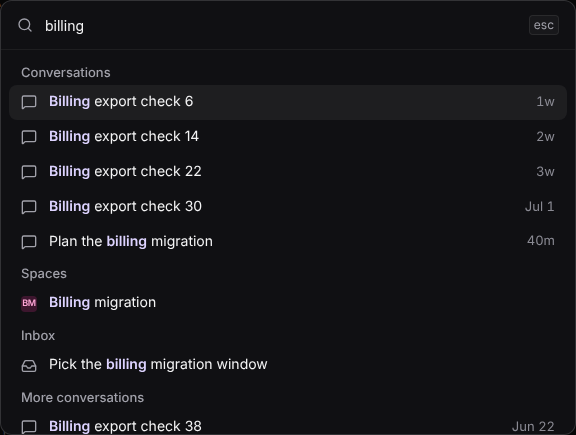 billing esc
Conversations
Billing export check 6 1w
Billing export check 14 2w
Billing export check 22 3w
Billing export check 30 Jul 1
Plan the billing migration 40m
Spaces
BM Billing migration
Inbox
Pick the billing migration window
More conversations
Billing export check 38 Jun 22